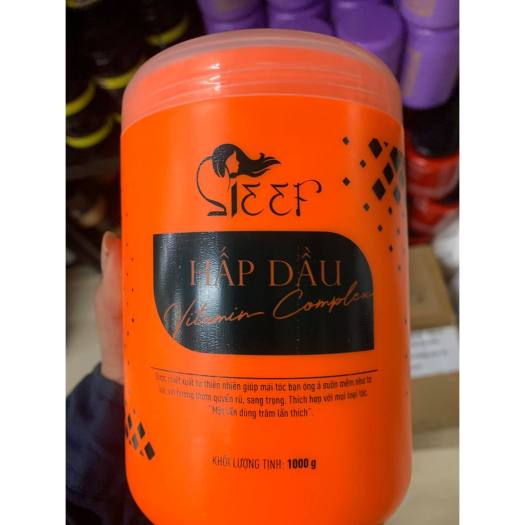 HẤP DẦU
Vitamin Complex
Được chiết xuất từ thiên nhiên giúp mái tóc bạn óng ả suôn mềm như tơ
lụa, với hương thơm quyến rũ, sang trọng. Thích hợp với mọi loại tóc.
"Một lần dùng trăm lần thích".
KHỐI LƯỢNG TỊNH: 1000 g